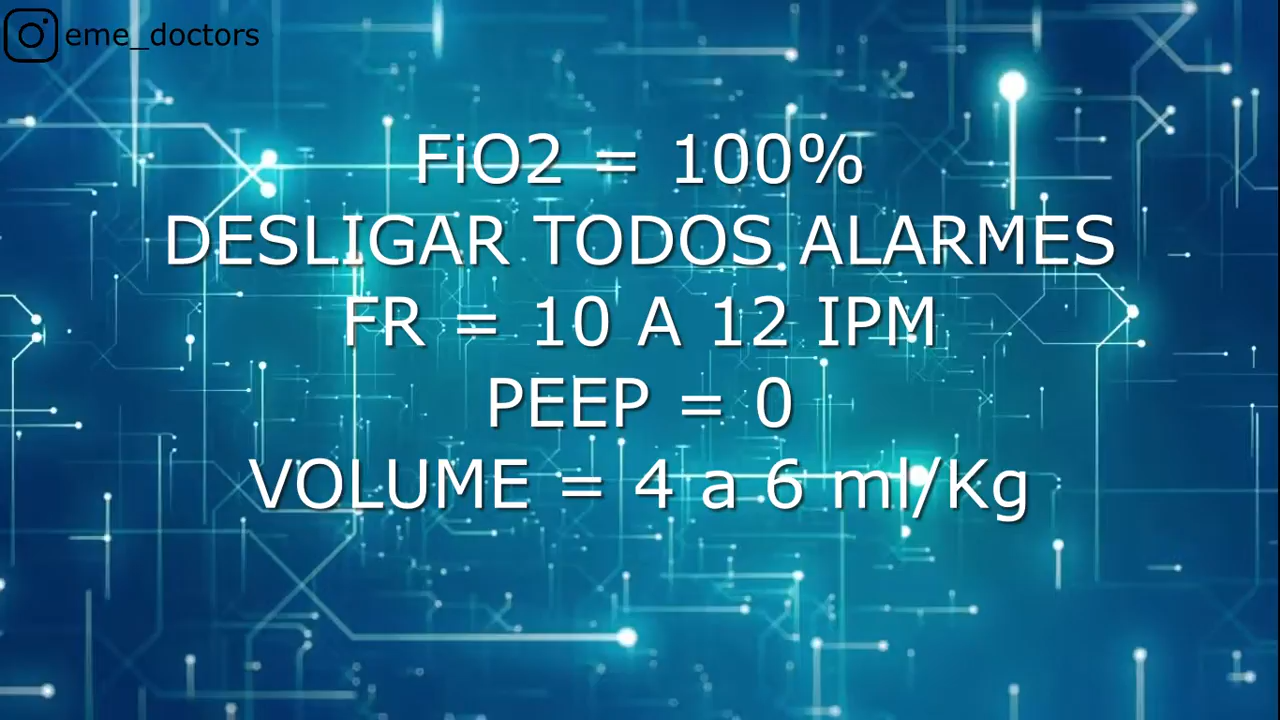 eme_doctors
FiO2 = 100%
DESLIGAR TODOS ALARMES
FR = 10 A 12 IPM
PEEP = 0
VOLUME = 4 a 6 ml/Kg